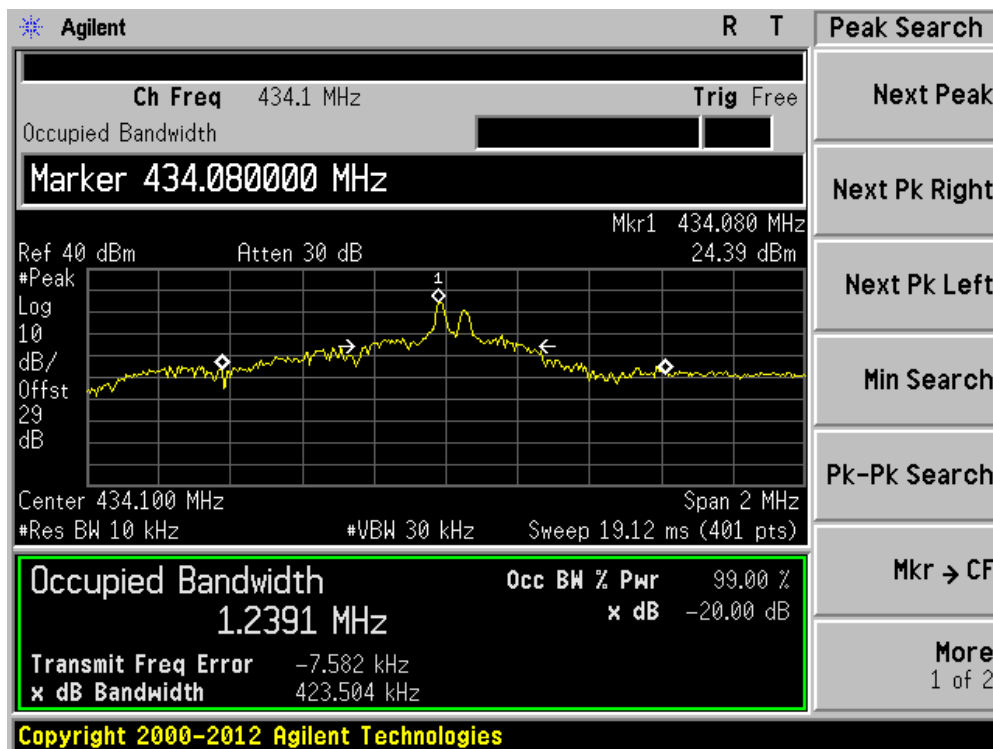 Agilent R T
Peak Search
Ch Freq 434.1 MHz Trig Free
Occupied Bandwidth
Marker 434.080000 MHz
Mkr1 434.080 MHz
Ref 40 dBm Atten 30 dB 24.39 dBm
#Peak
Log
10
dB/
Offst
29
dB
1
Center 434.100 MHz Span 2 MHz
#Res BW 10 kHz #VBW 30 kHz Sweep 19.12 ms (401 pts)
Occupied Bandwidth Occ BW % Pwr 99.00 %
1.2391 MHz x dB -20.00 dB
Transmit Freq Error -7.582 kHz
x dB Bandwidth 423.504 kHz
Next Peak
Next Pk Right
Next Pk Left
Min Search
Pk-Pk Search
Mkr → CF
More
1 of 2
Copyright 2000-2012 Agilent Technologies